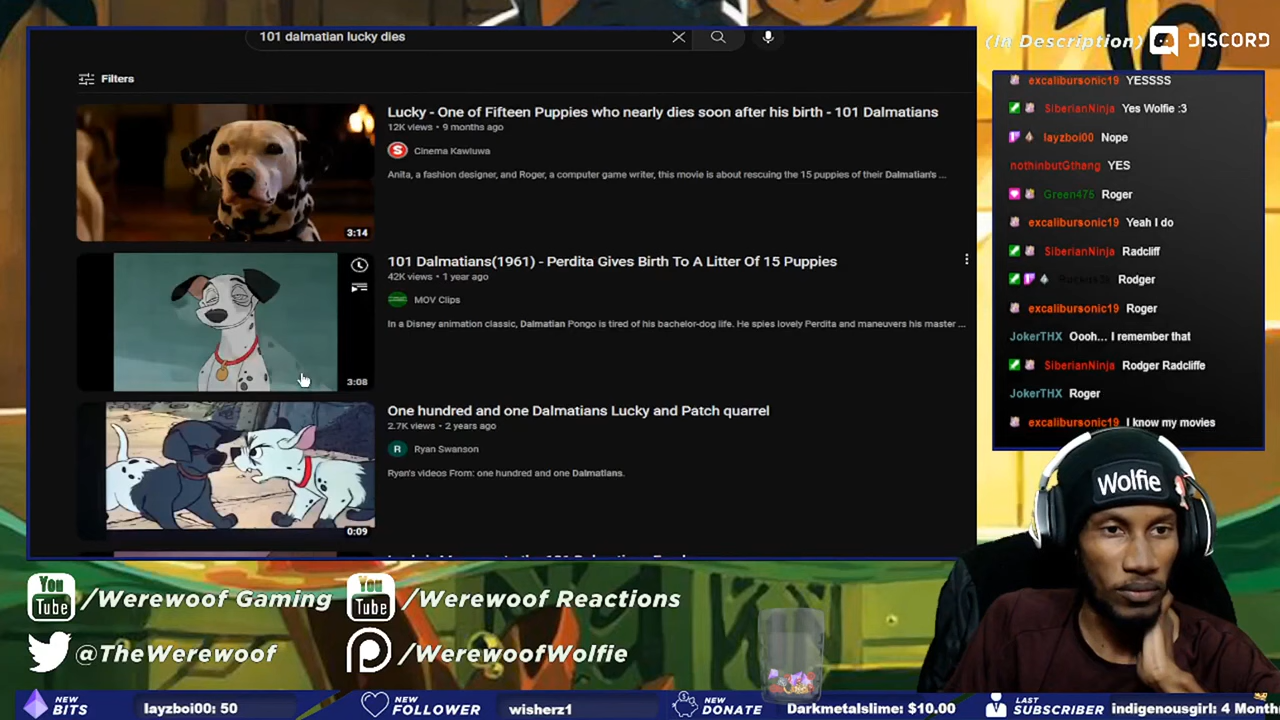 101 dalmatian lucky dies
Filters
Lucky - One of Fifteen Puppies who nearly dies soon after his birth - 101 Dalmatians
12K views • 9 months ago
S Cinema Kawluwa
Anita, a fashion designer, and Roger, a computer game writer, this movie is about rescuing the 15 puppies of their Dalmatian's ...
3:14
101 Dalmatians(1961) - Perdita Gives Birth To A Litter Of 15 Puppies
42K views • 1 year ago
MOV Clips
In a Disney animation classic, Dalmatian Pongo is tired of his bachelor-dog life. He spies lovely Perdita and maneuvers his master ...
3:08
One hundred and one Dalmatians Lucky and Patch quarrel
2.7K views • 2 years ago
R Ryan Swanson
Ryan's videos From: one hundred and one Dalmatians.
0:09
(In Description) DISCORD
excalibursonic19 YESSSS
SiberianNinja Yes Wolfie :3
layzboi00 Nope
nothinbutGthang YES
Green475 Roger
excalibursonic19 Yeah I do
SiberianNinja Radcliff
Rodger
excalibursonic19 Roger
JokerTHX Oooh... I remember that
SiberianNinja Rodger Radcliffe
JokerTHX Roger
excalibursonic19 I know my movies
Wolfie
You Tube /Werewoof Gaming
You Tube /Werewoof Reactions
@TheWerewoof
/WerewoofWolfie
NEW BITS layzboi00: 50
NEW FOLLOWER wisherz1
NEW DONATE Darkmetalslime: $10.00
LAST SUBSCRIBER indigenousgirl: 4 Month